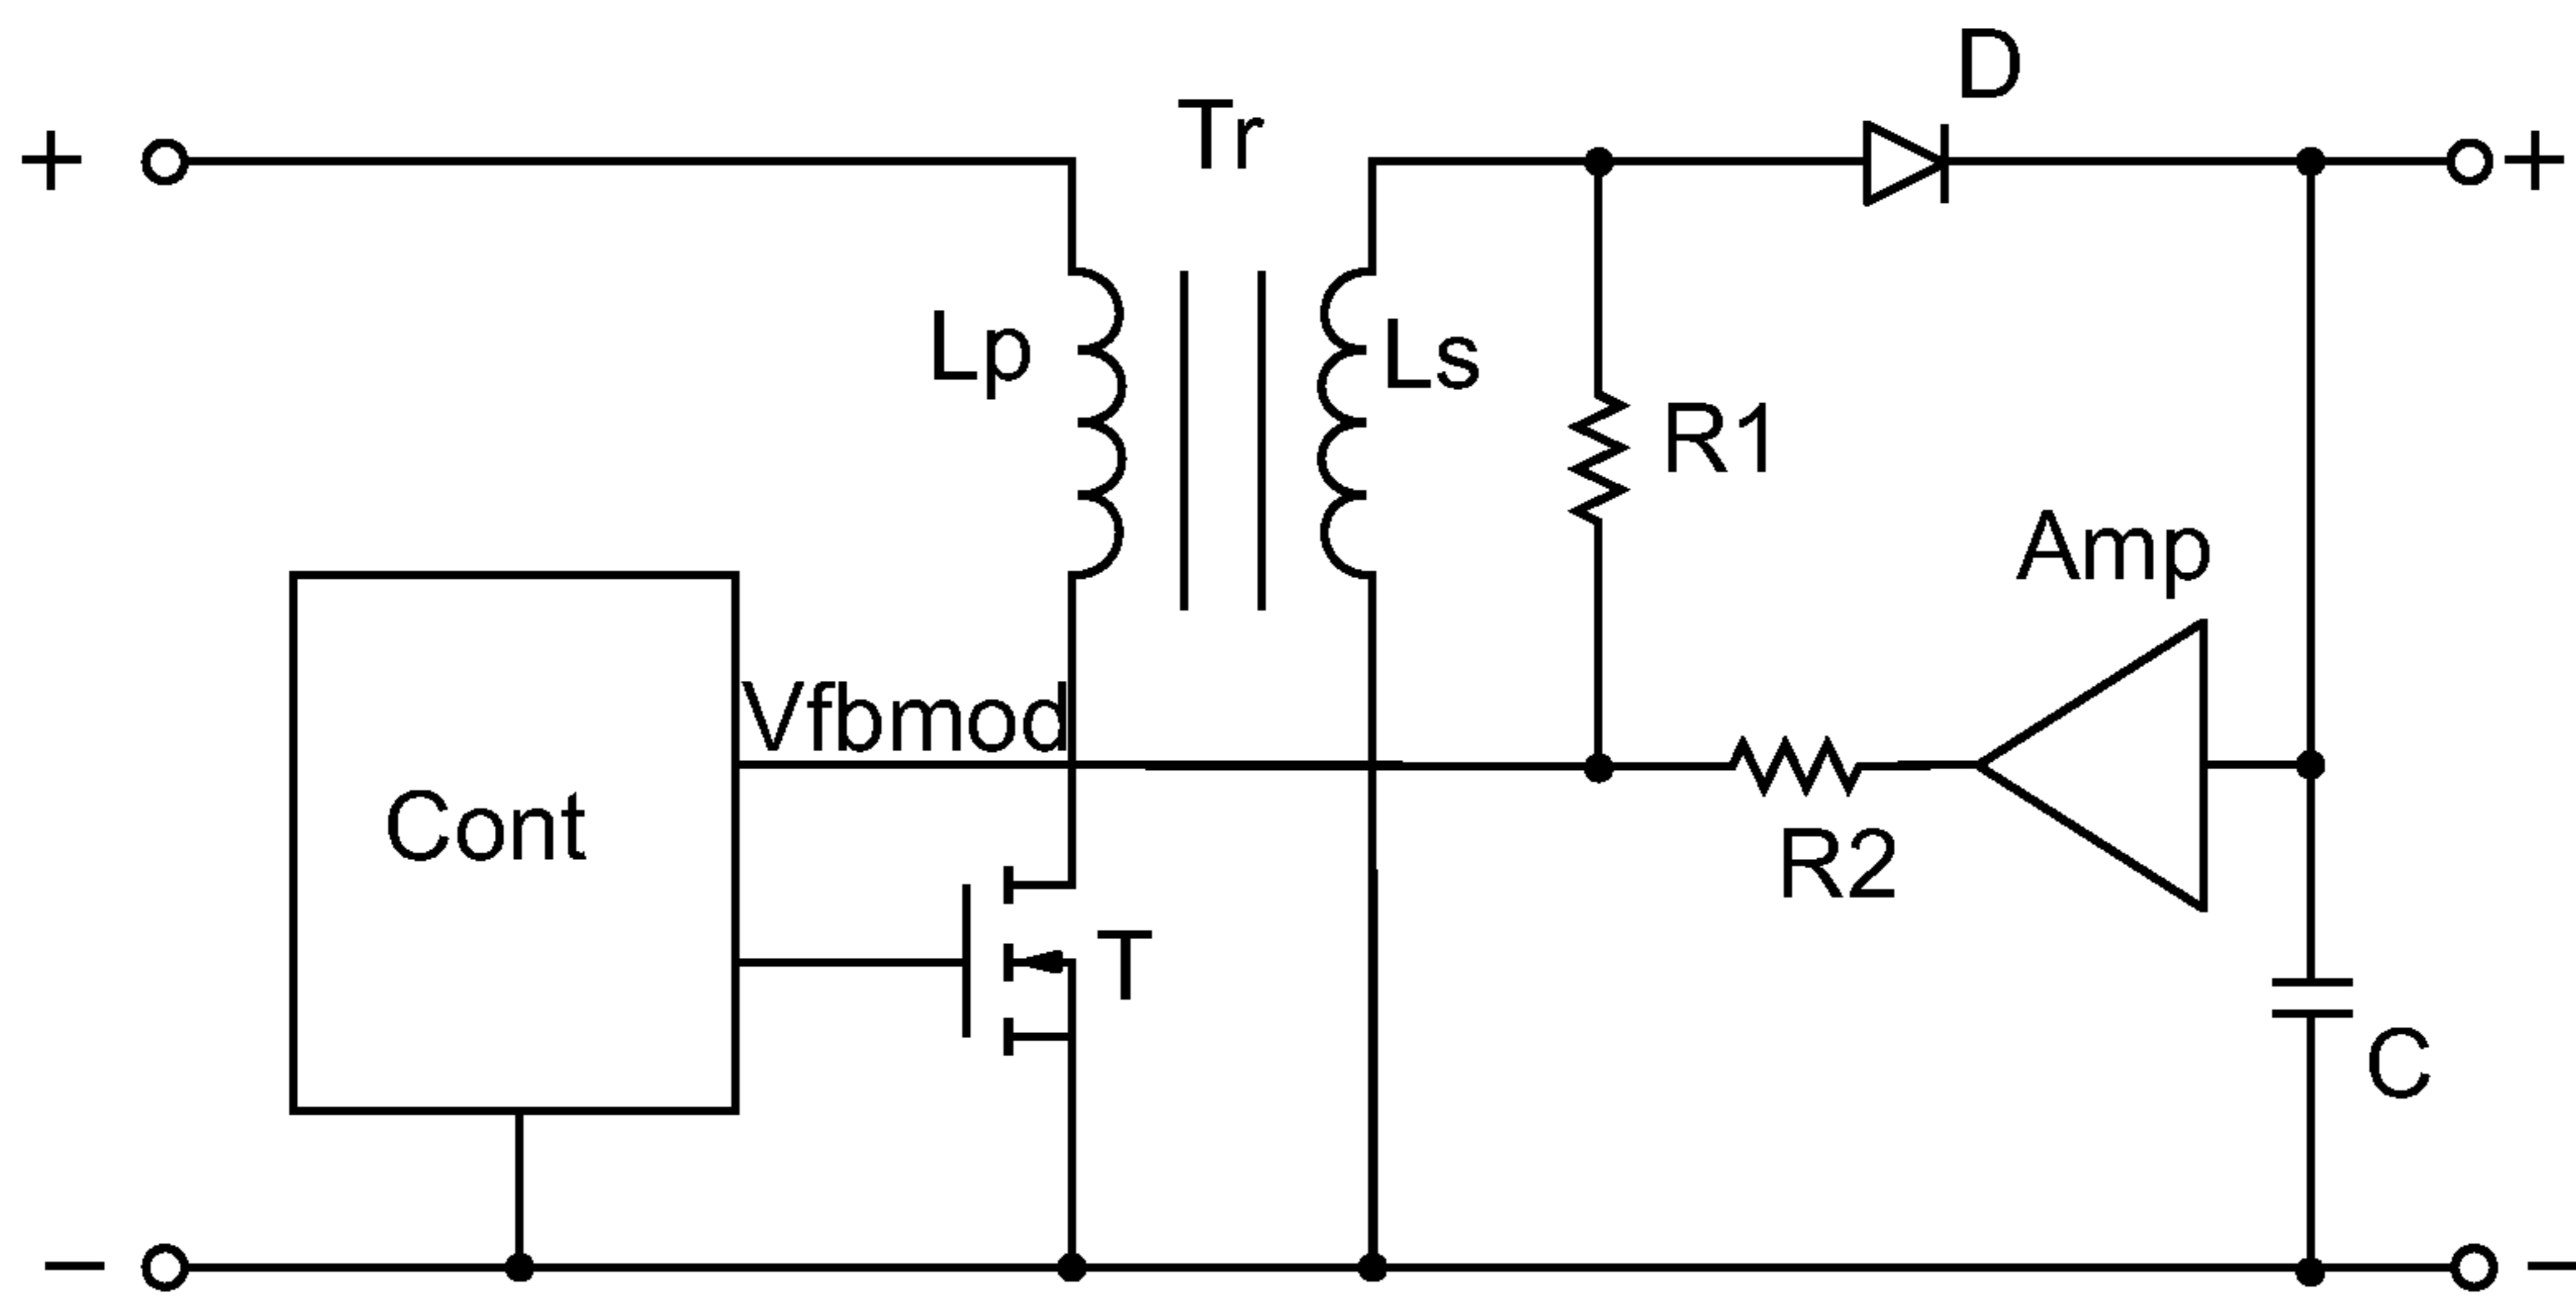 D
Tr
+
+
Lp
Ls
R1
Amp
Vfbmod
Cont
R2
T
C
−
−